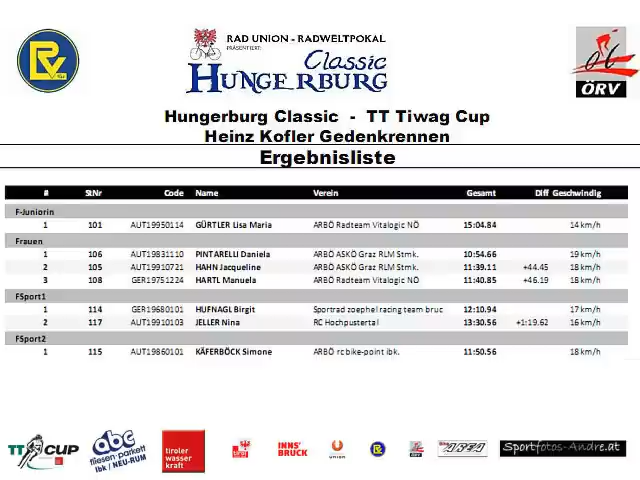 RAD UNION - RADWELTPOKAL
PRÄSENTIERT:
Classic
HUNGERBURG
ÖRV
Hungerburg Classic - TT Tiwag Cup
Heinz Kofler Gedenkrennen
Ergebnisliste
# StNr Code Name Verein Gesamt Diff Geschwindig
F-Juniorin
1 101 AUT19950114 GÜRTLER Lisa Maria ARBÖ Radteam Vitalogic NÖ 15:04.84 14 km/h
Frauen
1 106 AUT19831110 PINTARELLI Daniela ARBÖ ASKÖ Graz RLM Stmk. 10:54.66 19 km/h
2 105 AUT19910721 HAHN Jacqueline ARBÖ ASKÖ Graz RLM Stmk. 11:39.11 +44.45 18 km/h
3 108 GER19751224 HARTL Manuela ARBÖ Radteam Vitalogic NÖ 11:40.85 +46.19 18 km/h
FSport1
1 114 GER19680101 HUFNAGL Birgit Sportrad zoephel racing team bruc 12:10.94 17 km/h
2 117 AUT19910103 JELLER Nina RC Hochpustertal 13:30.56 +1:19.62 16 km/h
FSport2
1 115 AUT19860101 KÄFERBÖCK Simone ARBÖ rc bike-point ibk. 11:50.56 18 km/h
TT CUP
abc
fliesen-parkett
ibk / NEU-RUM
tiroler
wasser
kraft
INNS'
BRUCK
UNION
Sportfotos-Andre.at